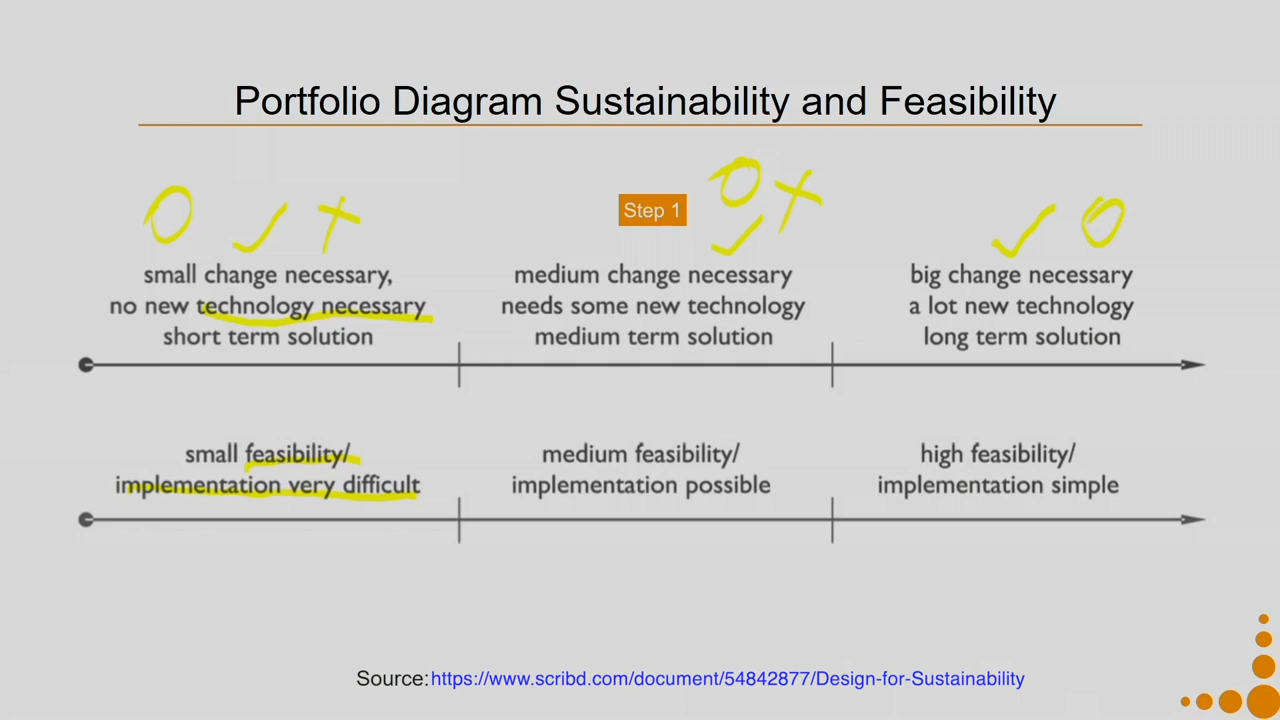 Portfolio Diagram Sustainability and Feasibility
Step 1
small change necessary,
no new technology necessary
short term solution
medium change necessary
needs some new technology
medium term solution
big change necessary
a lot new technology
long term solution
small feasibility/
implementation very difficult
medium feasibility/
implementation possible
high feasibility/
implementation simple
Source:https://www.scribd.com/document/54842877/Design-for-Sustainability